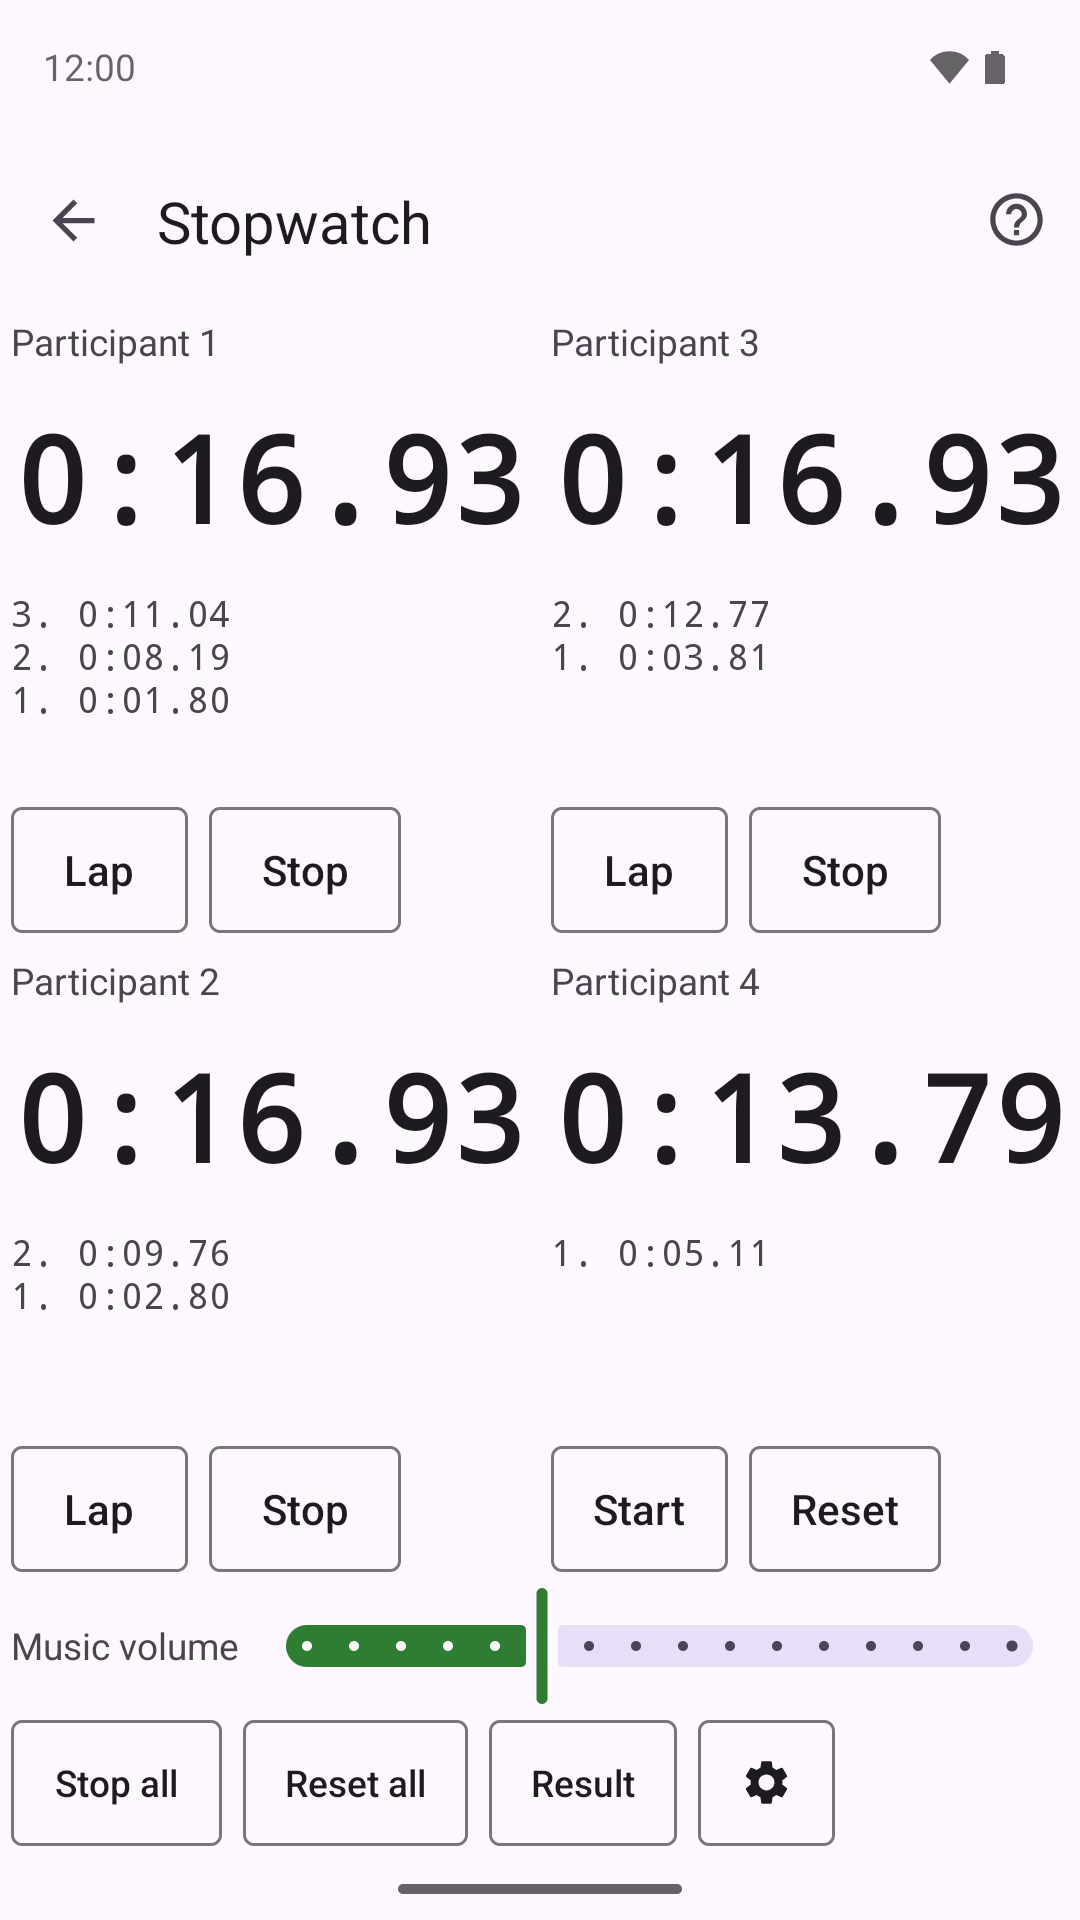 12:00
Stopwatch
Participant 1
0:16.93
3. 0:11.04
2. 0:08.19
1. 0:01.80
Lap
Stop
Participant 3
0:16.93
2. 0:12.77
1. 0:03.81
Lap
Stop
Participant 2
0:16.93
2. 0:09.76
1. 0:02.80
Lap
Stop
Participant 4
0:13.79
1. 0:05.11
Start
Reset
Music volume
Stop all
Reset all
Result